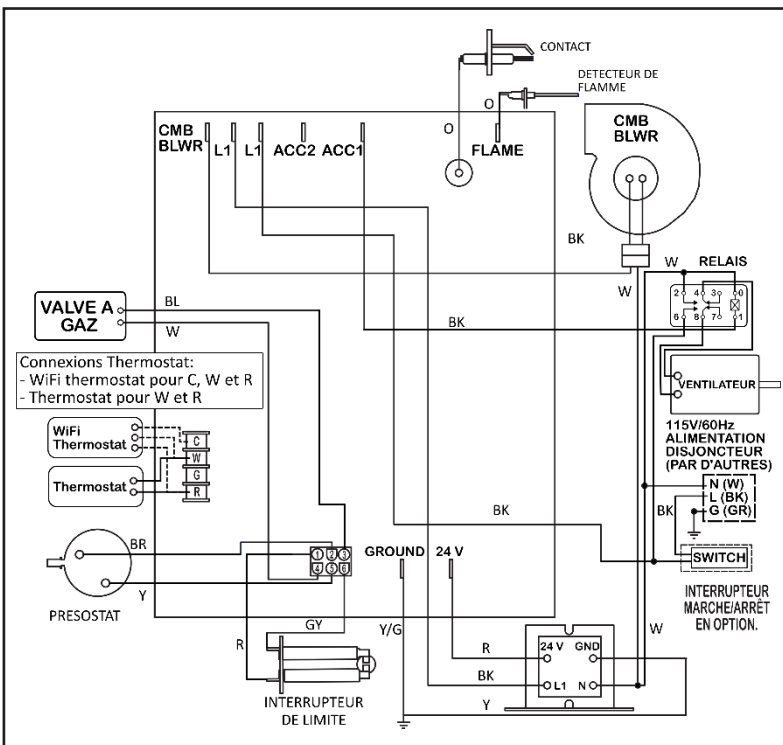 CONTACT
DETECTEUR DE
FLAMME
O
O
CMB
BLWR
L1
L1
ACC2
ACC1
FLAME
CMB
BLWR
BK
W
W
RELAIS
2 4 3 0
6 8 7 1
VALVE A
GAZ
BL
W
BK
Connexions Thermostat:
- WiFi thermostat pour C, W et R
- Thermostat pour W et R
VENTILATEUR
WiFi
Thermostat
C
W
G
R
Thermostat
115V/60Hz
ALIMENTATION
DISJONCTEUR
(PAR D'AUTRES)
N (W)
L (BK)
G (GR)
BK
BK
BR
1 2 3
4 5 6
GROUND
24 V
SWITCH
Y
PRESOSTAT
INTERRUPTEUR
MARCHE/ARRÊT
EN OPTION.
GY
Y/G
R
W
R
24 V
GND
BK
L1
N
Y
INTERRUPTEUR
DE LIMITE